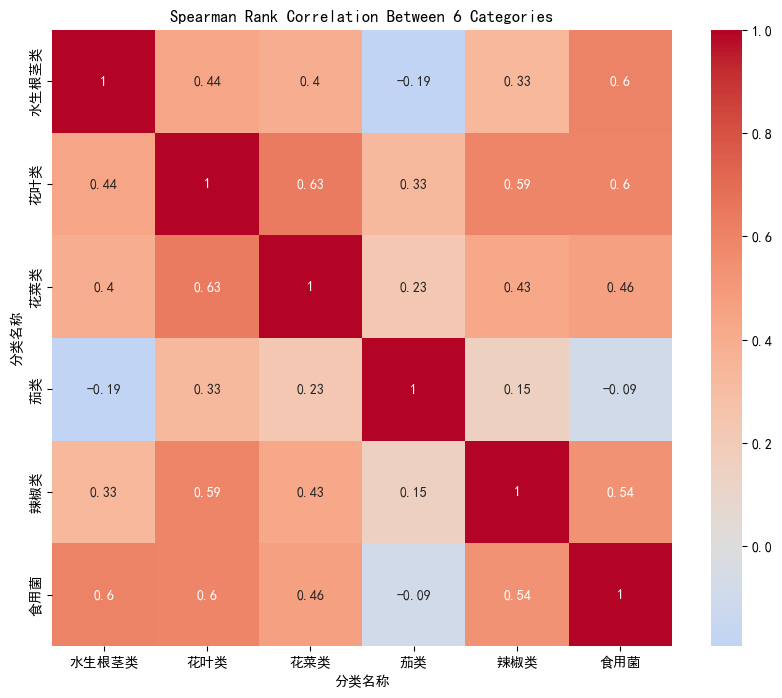 Spearman Rank Correlation Between 6 Categories
水生根茎类 1 0.44 0.4 -0.19 0.33 0.6
花叶类 0.44 1 0.63 0.33 0.59 0.6
花菜类 0.4 0.63 1 0.23 0.43 0.46
茄类 -0.19 0.33 0.23 1 0.15 -0.09
辣椒类 0.33 0.59 0.43 0.15 1 0.54
食用菌 0.6 0.6 0.46 -0.09 0.54 1
分类名称
水生根茎类 花叶类 花菜类 茄类 辣椒类 食用菌
分类名称
1.0
0.8
0.6
0.4
0.2
0.0